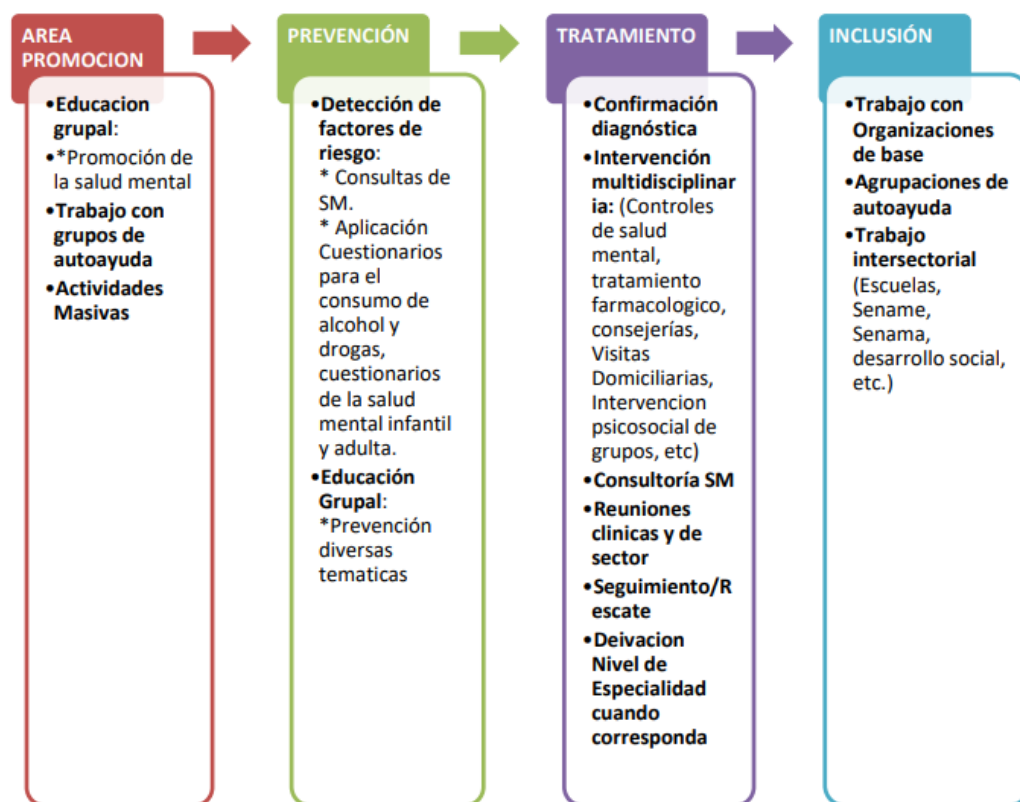 AREA
PROMOCION
•Educacion
grupal:
•*Promoción de
la salud mental
•Trabajo con
grupos de
autoayuda
•Actividades
Masivas
PREVENCIÓN
•Detección de
factores de
riesgo:
* Consultas de
SM.
* Aplicación
Cuestionarios
para el
consumo de
alcohol y
drogas,
cuestionarios
de la salud
mental infantil
y adulta.
•Educación
Grupal:
*Prevención
diversas
tematicas
TRATAMIENTO
•Confirmación
diagnóstica
•Intervención
multidisciplinar
ia: (Controles
de salud
mental,
tratamiento
farmacologico,
consejerías,
Visitas
Domiciliarias,
Intervencion
psicosocial de
grupos, etc)
•Consultoría SM
•Reuniones
clinicas y de
sector
•Seguimiento/R
escate
•Deivacion
Nivel de
Especialidad
cuando
corresponda
INCLUSIÓN
•Trabajo con
Organizaciones
de base
•Agrupaciones de
autoayuda
•Trabajo
intersectorial
(Escuelas,
Sename,
Senama,
desarrollo social,
etc.)